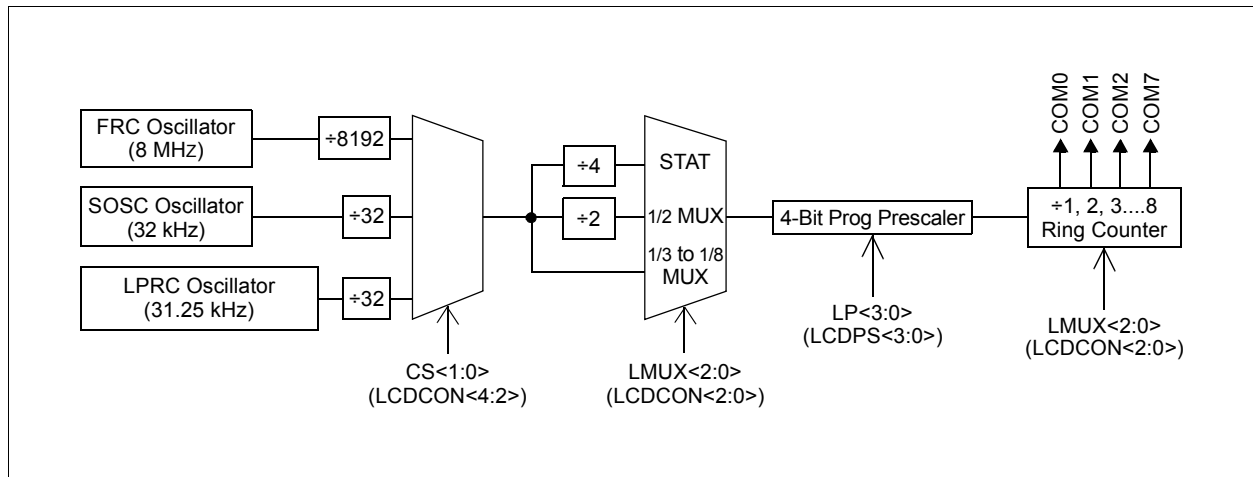 FRC Oscillator
(8 MHz)
÷8192
SOSC Oscillator
(32 kHz)
÷32
LPRC Oscillator
(31.25 kHz)
÷32
CS<1:0>
(LCDCON<4:2>)
÷4
÷2
STAT
1/2 MUX
1/3 to 1/8
MUX
LMUX<2:0>
(LCDCON<2:0>)
4-Bit Prog Prescaler
LP<3:0>
(LCDPS<3:0>)
COM0
COM1
COM2
COM7
÷1, 2, 3....8
Ring Counter
LMUX<2:0>
(LCDCON<2:0>)